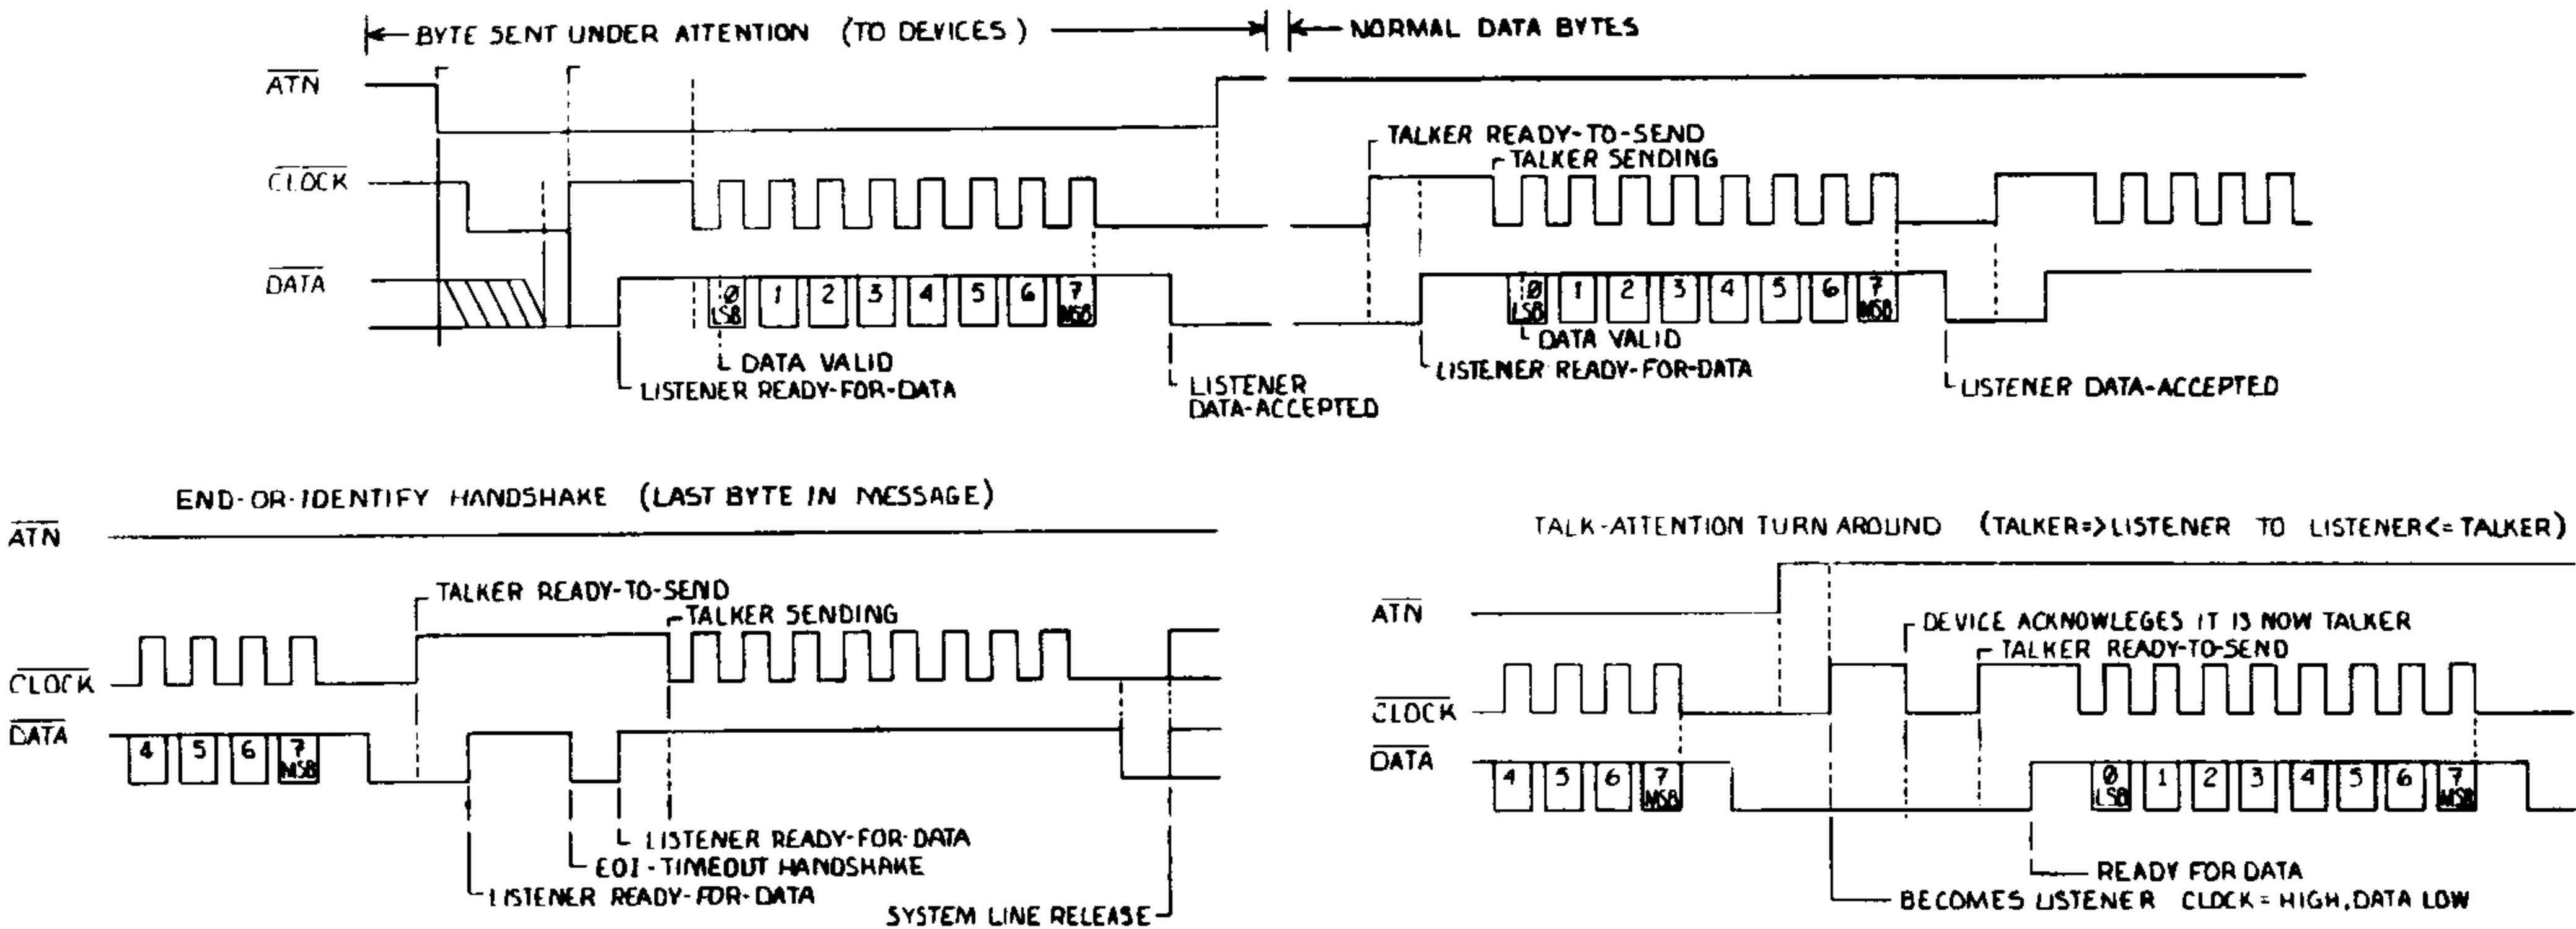 BYTE SENT UNDER ATTENTION (TO DEVICES)
NORMAL DATA BYTES
ATN
TALKER READY-TO-SEND
TALKER SENDING
CLOCK
DATA
0 LSB 1 2 3 4 5 6 7 MSB
0 LSB 1 2 3 4 5 6 7 MSB
DATA VALID
LISTENER READY-FOR-DATA
LISTENER
DATA-ACCEPTED
DATA VALID
LISTENER READY-FOR-DATA
LISTENER DATA-ACCEPTED
END-OR-IDENTIFY HANDSHAKE (LAST BYTE IN MESSAGE)
ATN
TALKER READY-TO-SEND
TALKER SENDING
CLOCK
DATA
4 5 6 7 MSB
LISTENER READY-FOR-DATA
EOI-TIMEOUT HANDSHAKE
LISTENER READY-FOR-DATA
SYSTEM LINE RELEASE
TALK-ATTENTION TURN AROUND (TALKER=>LISTENER TO LISTENER<=TALKER)
ATN
DEVICE ACKNOWLEGES IT IS NOW TALKER
TALKER READY-TO-SEND
CLOCK
DATA
4 5 6 7 MSB
0 LSB 1 2 3 4 5 6 7 MSB
READY FOR DATA
BECOMES LISTENER CLOCK=HIGH, DATA LOW